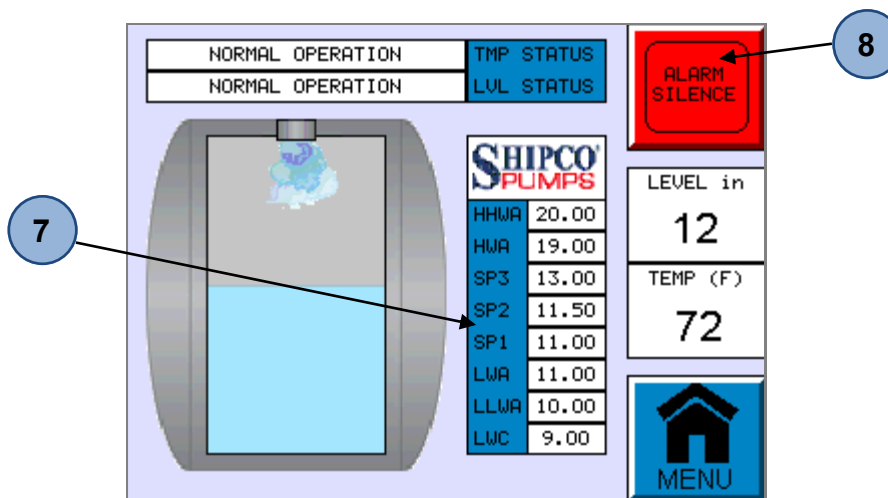 8
NORMAL OPERATION TMP STATUS
NORMAL OPERATION LVL STATUS
ALARM
SILENCE
SHIPCO®
PUMPS
HHWA 20.00
HWA 19.00
SP3 13.00
SP2 11.50
SP1 11.00
LWA 11.00
LLWA 10.00
LWC 9.00
LEVEL in
12
TEMP (F)
72
MENU
7